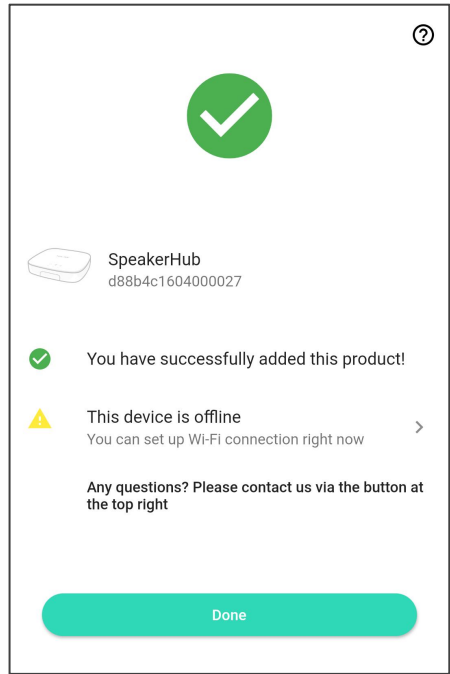 SpeakerHub
d88b4c1604000027
You have successfully added this product!
This device is offline
You can set up Wi-Fi connection right now
Any questions? Please contact us via the button at
the top right
Done